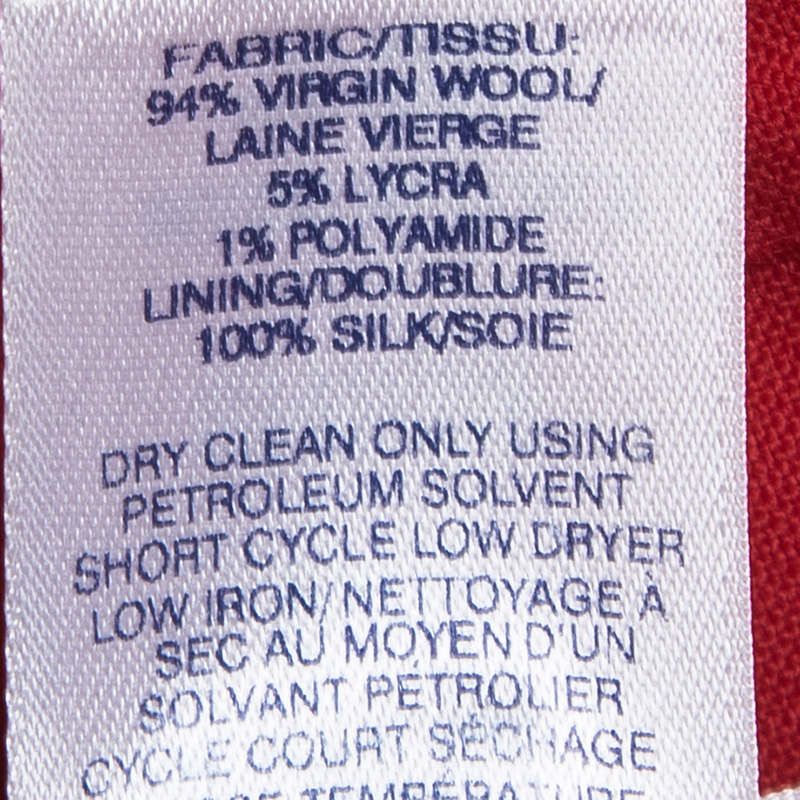 FABRIC/TISSU:
94% VIRGIN WOOL/
LAINE VIERGE
5% LYCRA
1% POLYAMIDE
LINING/DOUBLURE:
100% SILK/SOIE
DRY CLEAN ONLY USING
PETROLEUM SOLVENT
SHORT CYCLE LOW DRYER
LOW IRON/NETTOYAGE À
SEC AU MOYEN D'UN
SOLVANT PÉTROLIER
CYCLE COURT SÉCHAGE
TEMPÉRATURE